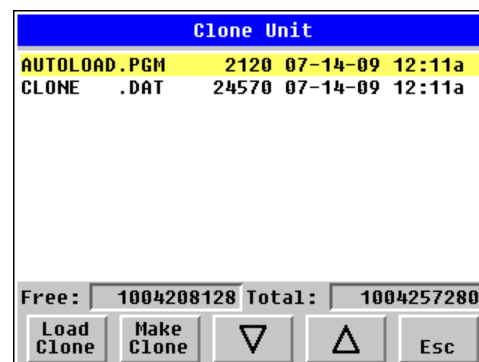 Clone Unit
AUTOLOAD.PGM 2120 07-14-09 12:11a
CLONE .DAT 24570 07-14-09 12:11a
Free: 1004208128 Total: 1004257280
Load Clone Make Clone Esc